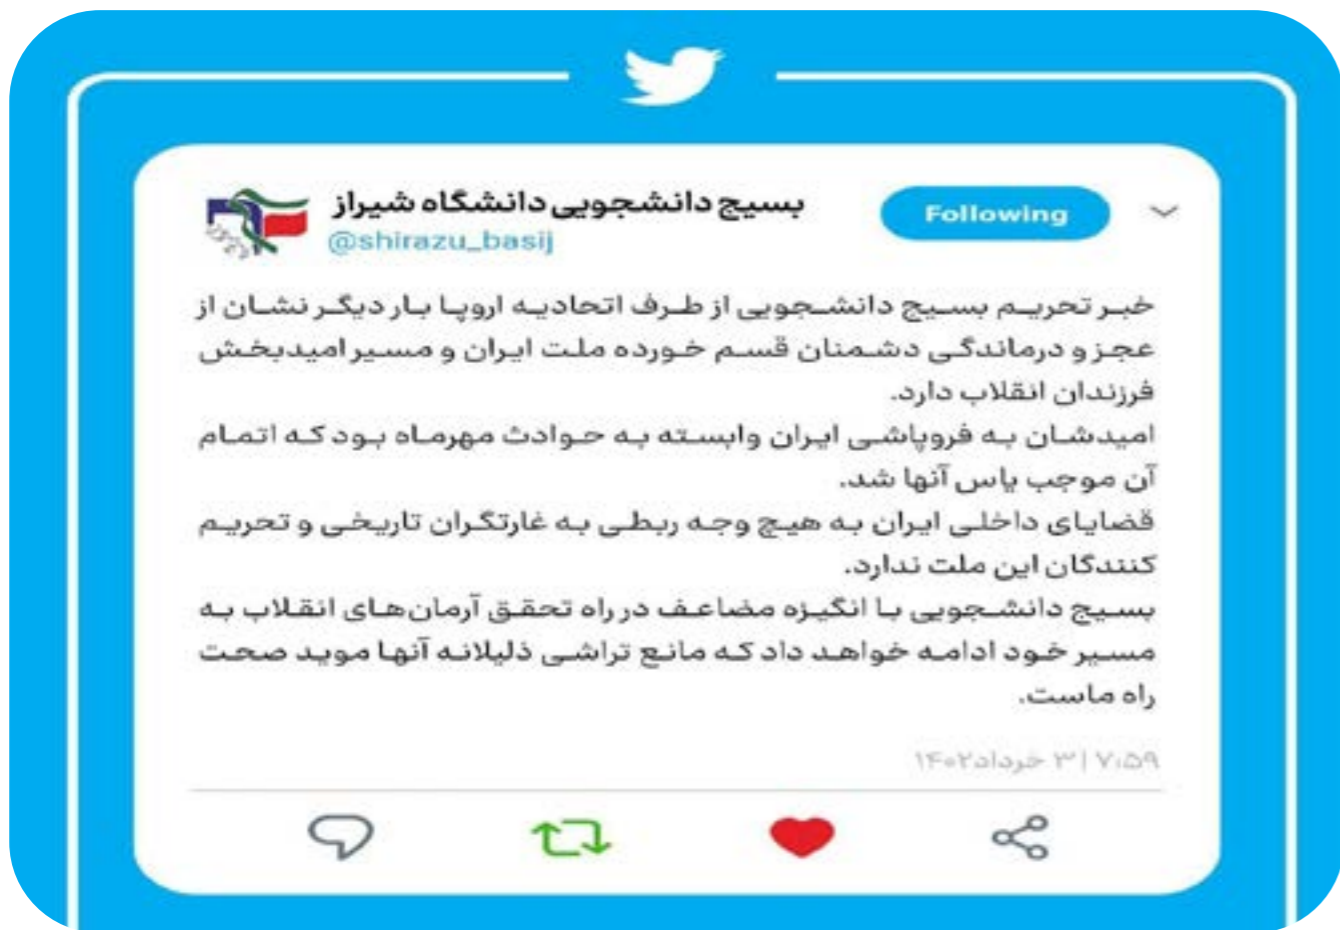 بسیج دانشجویی دانشگاه شیراز
Following
@shirazu_basij
خبر تحریم بسیج دانشجویی از طرف اتحادیه اروپا بار دیگر نشان از
عجز و درماندگی دشمنان قسم خورده ملت ایران و مسیر امیدبخش
فرزندان انقلاب دارد.
امیدشان به فروپاشی ایران وابسته به حوادث مهرماه بود که اتمام
آن موجب یاس آنها شد.
قضایای داخلی ایران به هیچ وجه ربطی به غارتگران تاریخی و تحریم
کنندگان این ملت ندارد.
بسیج دانشجویی با انگیزه مضاعف در راه تحقق آرمان‌های انقلاب به
مسیر خود ادامه خواهد داد که مانع تراشی ذلیلانه آنها موید صحت
راه ماست.
۷:۵۹ | ۳ خرداد ۱۴۰۲